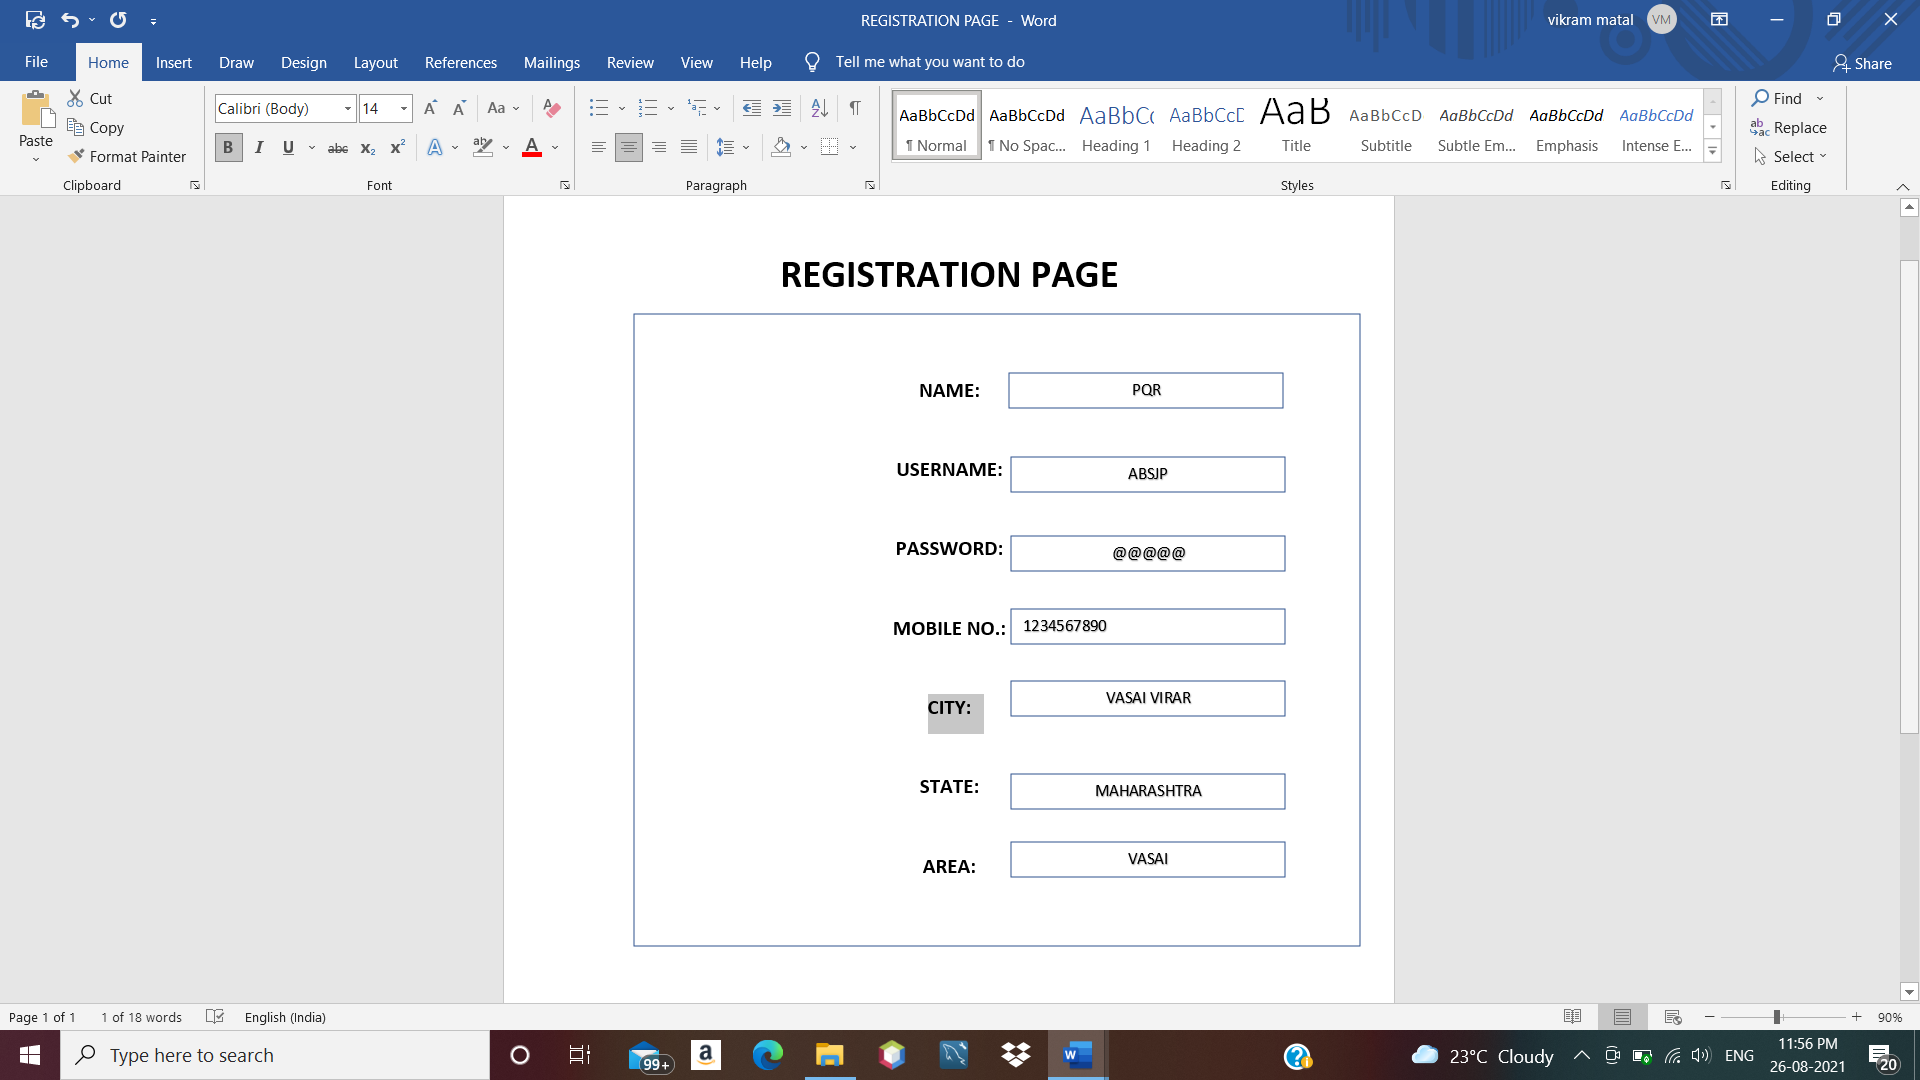 REGISTRATION PAGE - Word
vikram matal VM
File Home Insert Draw Design Layout References Mailings Review View Help Tell me what you want to do Share
Paste
Cut
Copy
Format Painter
Clipboard
Calibri (Body) 14 Aa
B I U abc x₂ x² A ab A
Font
Paragraph
AaBbCcDd AaBbCcDd AaBbCc AaBbCcD AaB AaBbCcD AaBbCcDd AaBbCcDd AaBbCcDd
¶ Normal ¶ No Spac... Heading 1 Heading 2 Title Subtitle Subtle Em... Emphasis Intense E...
Styles
Find
Replace
Select
Editing
REGISTRATION PAGE
NAME: PQR
USERNAME: ABSJP
PASSWORD: @@@@@
MOBILE NO.: 1234567890
CITY: VASAI VIRAR
STATE: MAHARASHTRA
AREA: VASAI
Page 1 of 1 1 of 18 words English (India) 90%
Type here to search 99+ 23°C Cloudy ENG 11:56 PM
26-08-2021 20